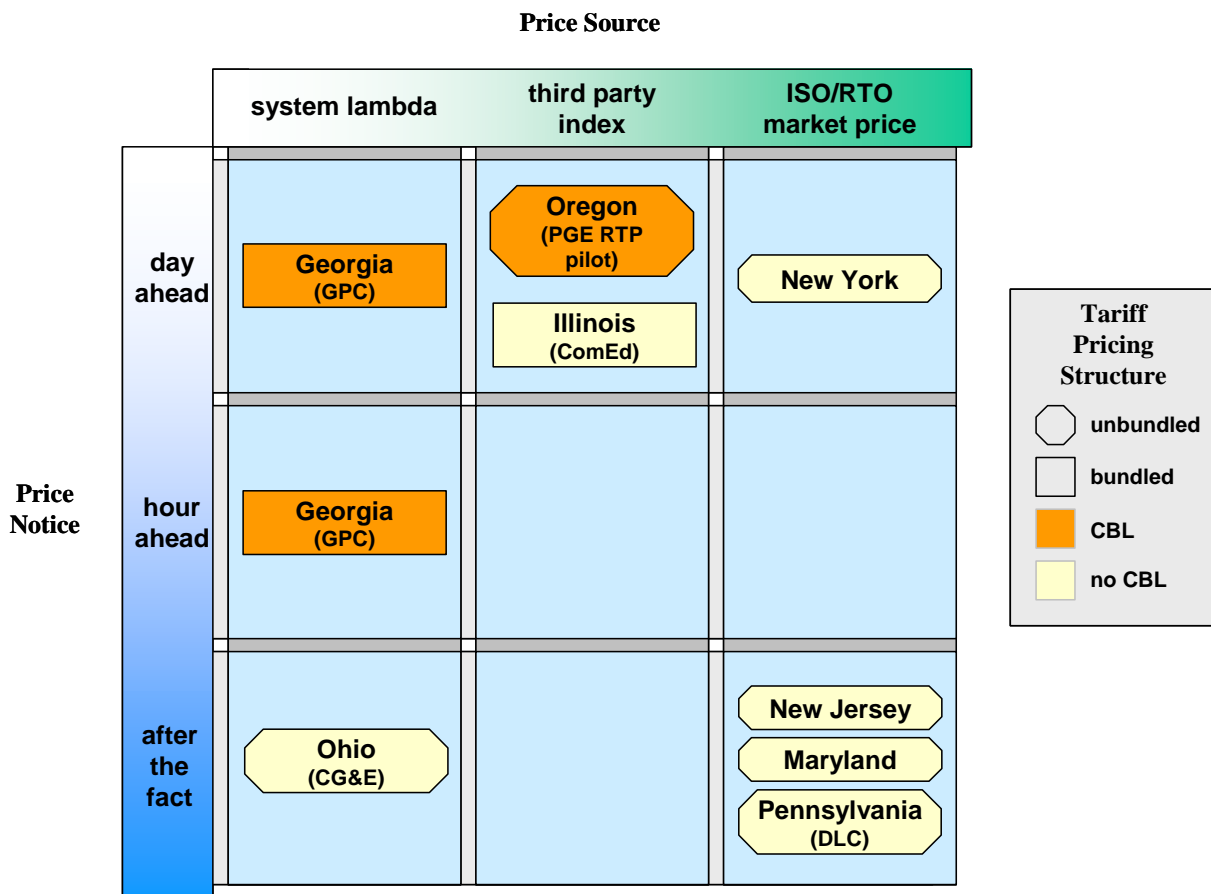 Price Source
system lambda
third party
index
ISO/RTO
market price
day
ahead
Georgia
(GPC)
Oregon
(PGE RTP
pilot)
Illinois
(ComEd)
New York
Price
Notice
hour
ahead
Georgia
(GPC)
after
the
fact
Ohio
(CG&E)
New Jersey
Maryland
Pennsylvania
(DLC)
Tariff
Pricing
Structure
unbundled
bundled
CBL
no CBL